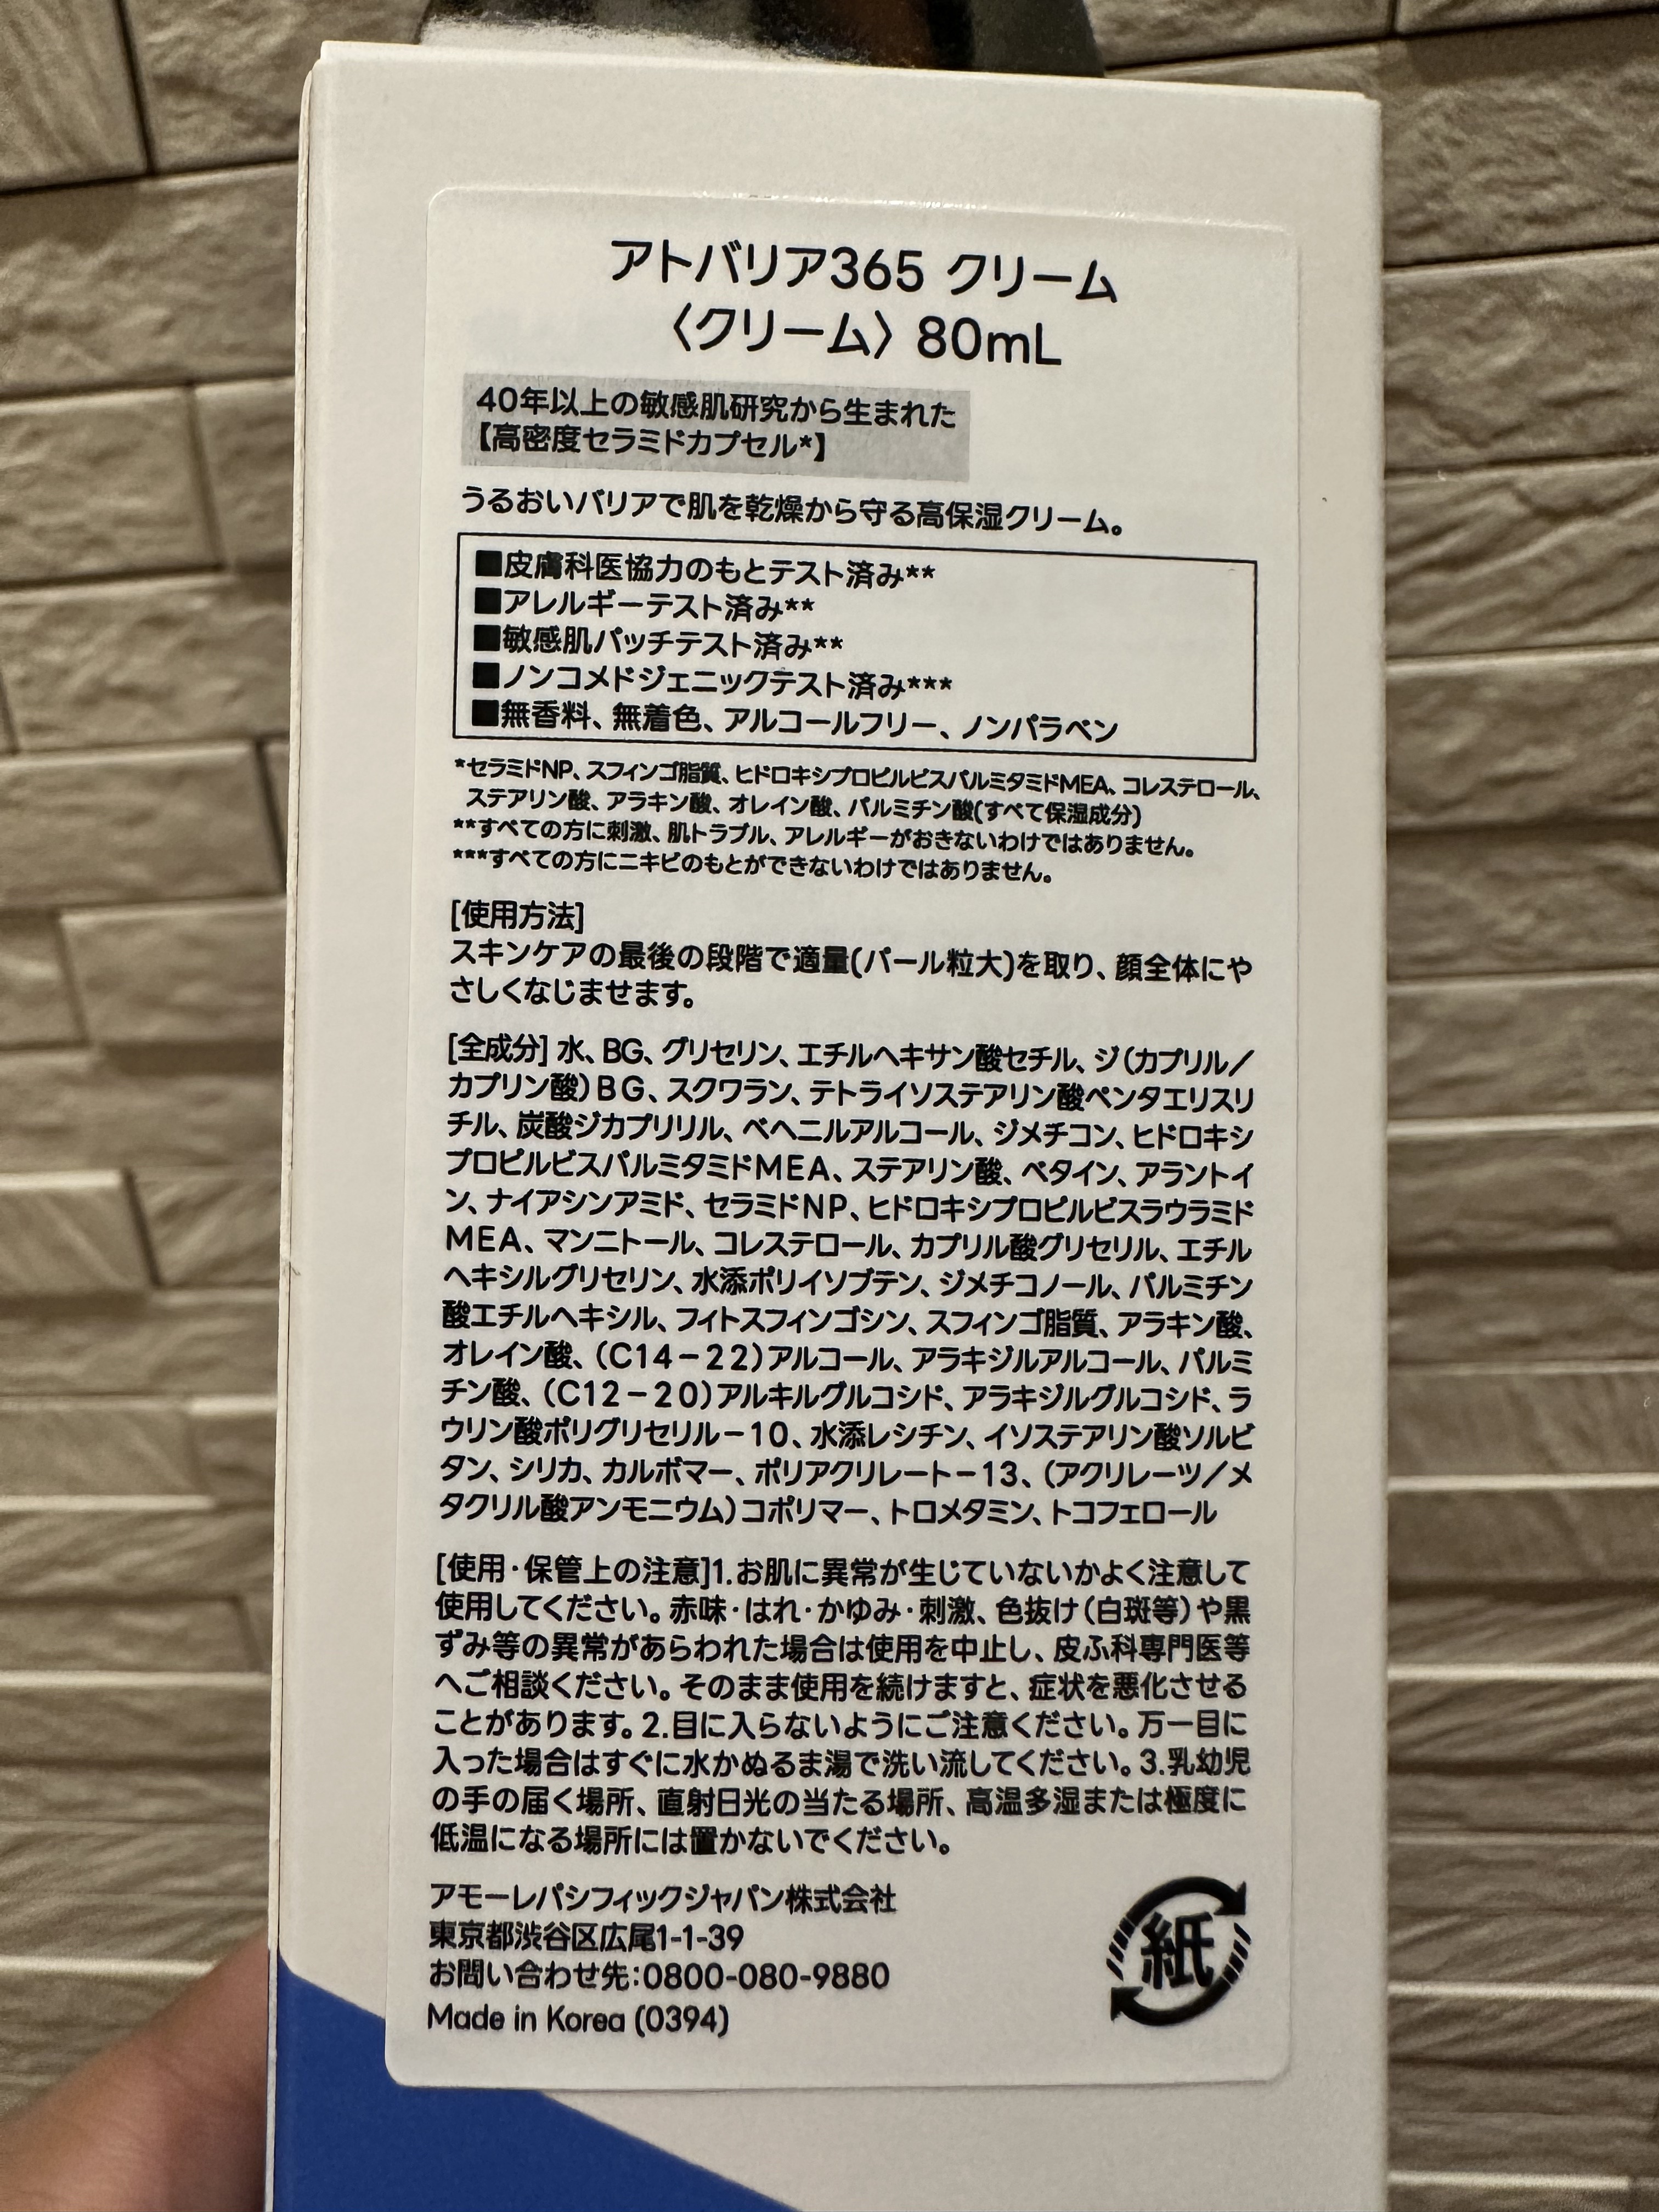 アトバリア365 クリーム
〈クリーム〉 80mL
40年以上の敏感肌研究から生まれた
【高密度セラミドカプセル*】
うるおいバリアで肌を乾燥から守る高保湿クリーム。
■皮膚科医協力のもとテスト済み**
■アレルギーテスト済み**
■敏感肌パッチテスト済み**
■ノンコメドジェニックテスト済み***
■無香料、無着色、アルコールフリー、ノンパラベン
*セラミドNP、スフィンゴ脂質、ヒドロキシプロピルビスパルミタミドMEA、コレステロール、
ステアリン酸、アラキン酸、オレイン酸、パルミチン酸(すべて保湿成分)
**すべての方に刺激、肌トラブル、アレルギーがおきないわけではありません。
***すべての方にニキビのもとができないわけではありません。
[使用方法]
スキンケアの最後の段階で適量(パール粒大)を取り、顔全体にや
さしくなじませます。
[全成分] 水、BG、グリセリン、エチルヘキサン酸セチル、ジ(カプリル/
カプリン酸)BG、スクワラン、テトライソステアリン酸ペンタエリスリ
チル、炭酸ジカプリリル、ベヘニルアルコール、ジメチコン、ヒドロキシ
プロピルビスパルミタミドMEA、ステアリン酸、ベタイン、アラントイ
ン、ナイアシンアミド、セラミドNP、ヒドロキシプロピルビスラウラミド
MEA、マンニトール、コレステロール、カプリル酸グリセリル、エチル
ヘキシルグリセリン、水添ポリイソブテン、ジメチコノール、パルミチン
酸エチルヘキシル、フィトスフィンゴシン、スフィンゴ脂質、アラキン酸、
オレイン酸、(C14-22)アルコール、アラキジルアルコール、パルミ
チン酸、(C12-20)アルキルグルコシド、アラキジルグルコシド、ラ
ウリン酸ポリグリセリル-10、水添レシチン、イソステアリン酸ソルビ
タン、シリカ、カルボマー、ポリアクリレート-13、(アクリレーツ/メ
タクリル酸アンモニウム)コポリマー、トロメタミン、トコフェロール
[使用・保管上の注意]1.お肌に異常が生じていないかよく注意して
使用してください。赤味・はれ・かゆみ・刺激、色抜け(白斑等)や黒
ずみ等の異常があらわれた場合は使用を中止し、皮ふ科専門医等
へご相談ください。そのまま使用を続けますと、症状を悪化させる
ことがあります。2.目に入らないようにご注意ください。万一目に
入った場合はすぐに水かぬるま湯で洗い流してください。3.乳幼児
の手の届く場所、直射日光の当たる場所、高温多湿または極度に
低温になる場所には置かないでください。
アモーレパシフィックジャパン株式会社
東京都渋谷区広尾1-1-39
お問い合わせ先:0800-080-9880
Made in Korea (0394)
紙